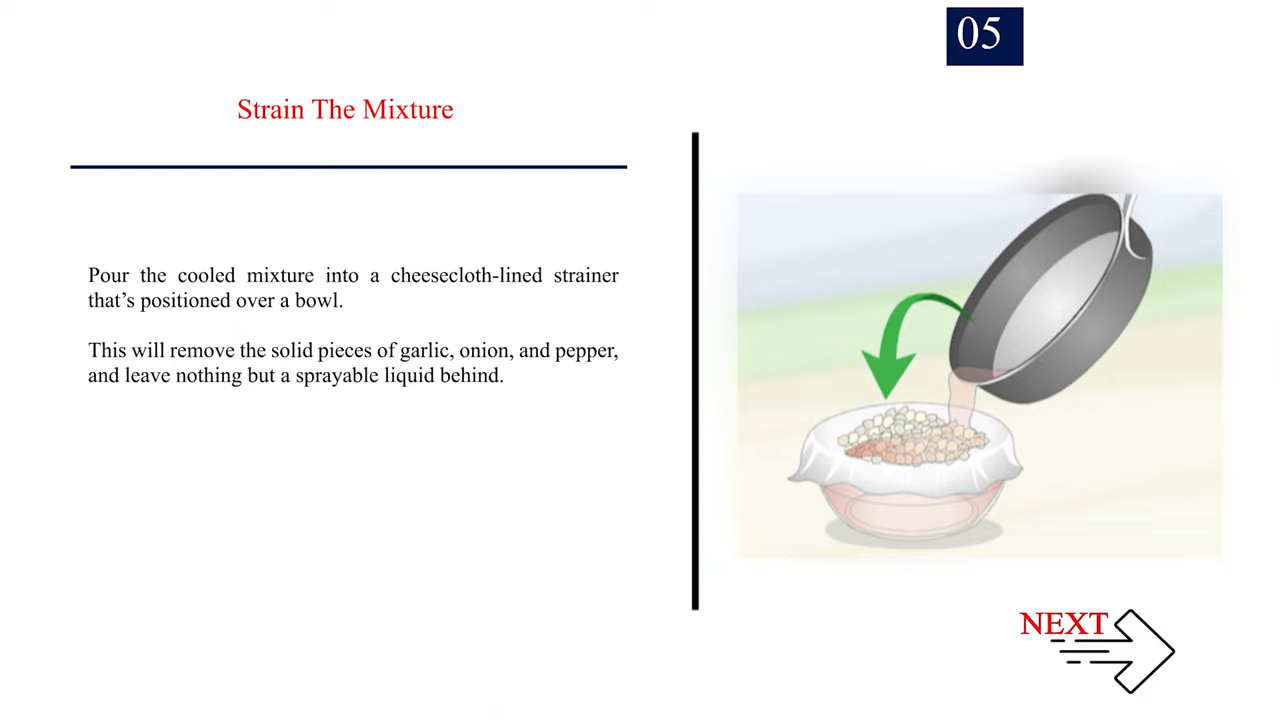 05
Strain The Mixture
Pour the cooled mixture into a cheesecloth-lined strainer
that’s positioned over a bowl.
This will remove the solid pieces of garlic, onion, and pepper,
and leave nothing but a sprayable liquid behind.
NEXT